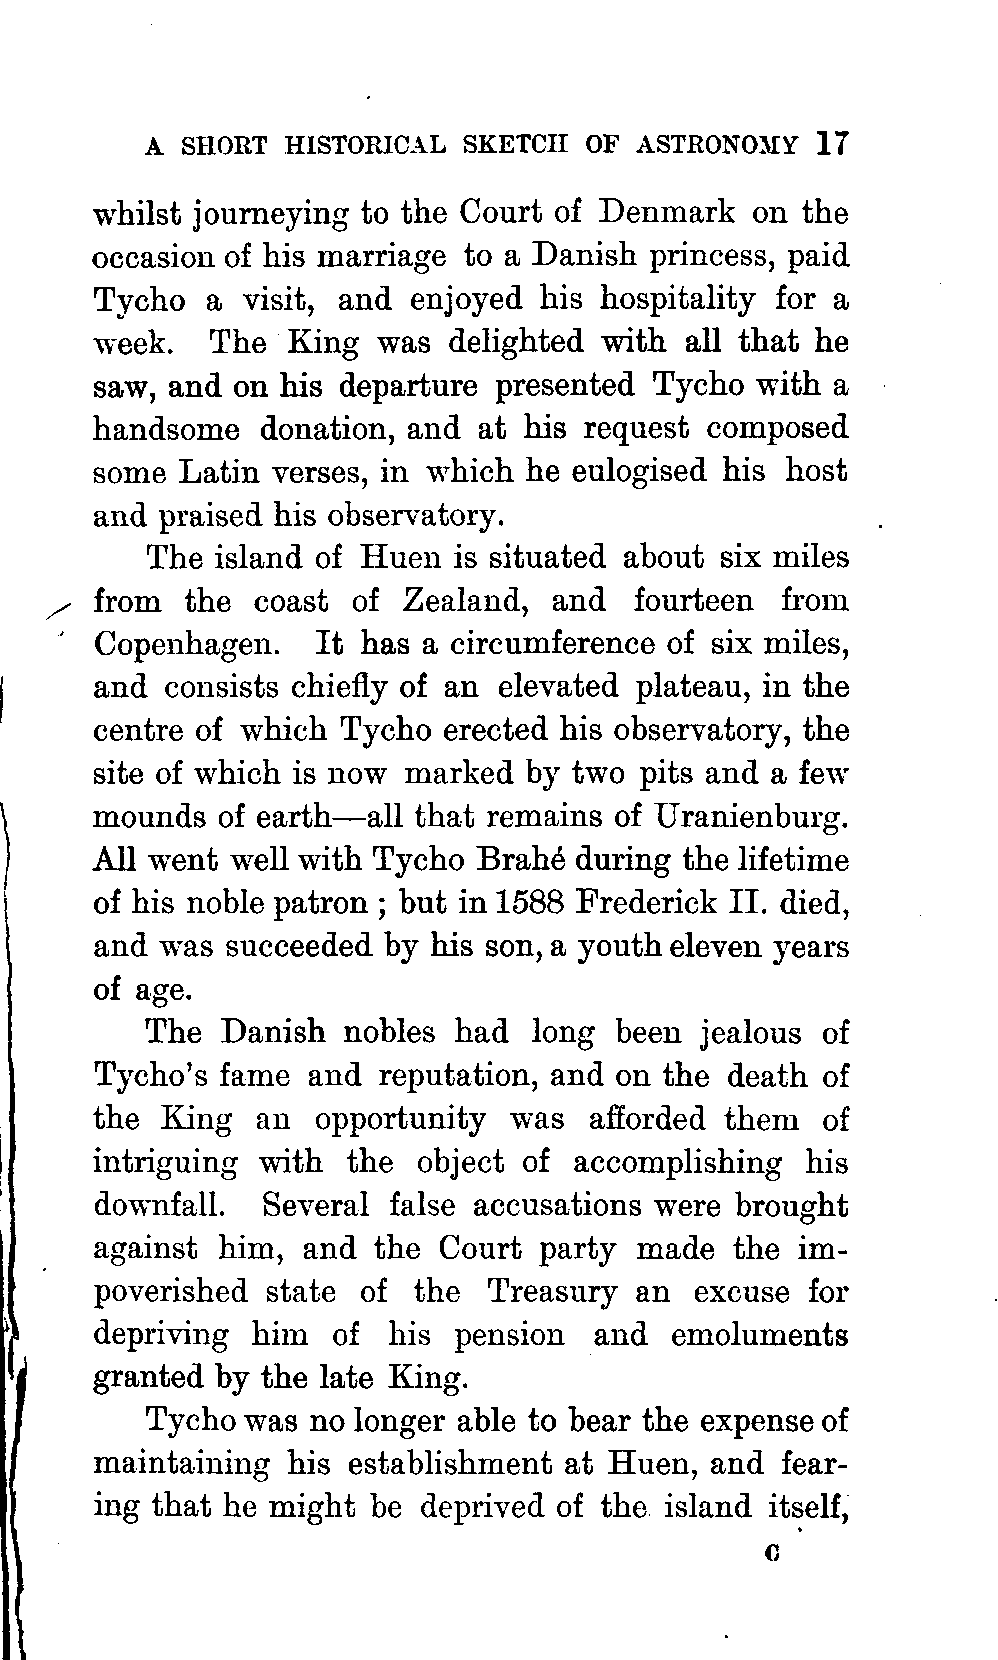 A SHORT HISTORICAL SKETCH OF ASTRONOMY 17
whilst journeying to the Court of Denmark on the
occasion of his marriage to a Danish princess, paid
Tycho a visit, and enjoyed his hospitality for a
week. The King was delighted with all that he
saw, and on his departure presented Tycho with a
handsome donation, and at his request composed
some Latin verses, in which he eulogised his host
and praised his observatory.
The island of Huen is situated about six miles
from the coast of Zealand, and fourteen from
Copenhagen. It has a circumference of six miles,
and consists chiefly of an elevated plateau, in the
centre of which Tycho erected his observatory, the
site of which is now marked by two pits and a few
mounds of earth—all that remains of Uranienburg.
All went well with Tycho Brahé during the lifetime
of his noble patron ; but in 1588 Frederick II. died,
and was succeeded by his son, a youth eleven years
of age.
The Danish nobles had long been jealous of
Tycho's fame and reputation, and on the death of
the King an opportunity was afforded them of
intriguing with the object of accomplishing his
downfall. Several false accusations were brought
against him, and the Court party made the im-
poverished state of the Treasury an excuse for
depriving him of his pension and emoluments
granted by the late King.
Tycho was no longer able to bear the expense of
maintaining his establishment at Huen, and fear-
ing that he might be deprived of the island itself,
C